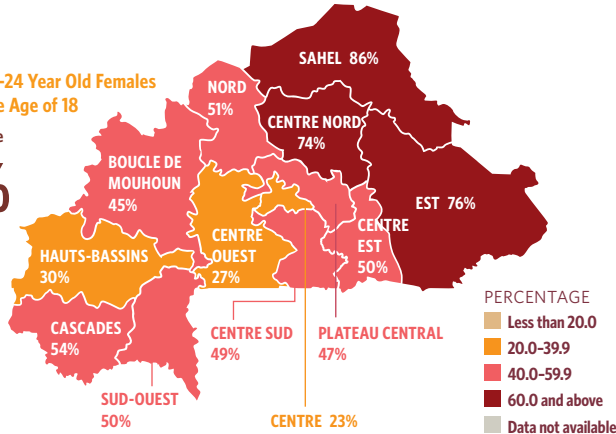 -24 Year Old Females
e Age of 18
e
SAHEL 86%
NORD
51%
CENTRE NORD
74%
BOUCLE DE
MOUHOUN
45%
EST 76%
CENTRE
EST
50%
CENTRE
OUEST
27%
HAUTS-BASSINS
30%
CASCADES
54%
CENTRE SUD
49%
PLATEAU CENTRAL
47%
SUD-OUEST
50%
CENTRE 23%
PERCENTAGE
Less than 20.0
20.0–39.9
40.0–59.9
60.0 and above
Data not available